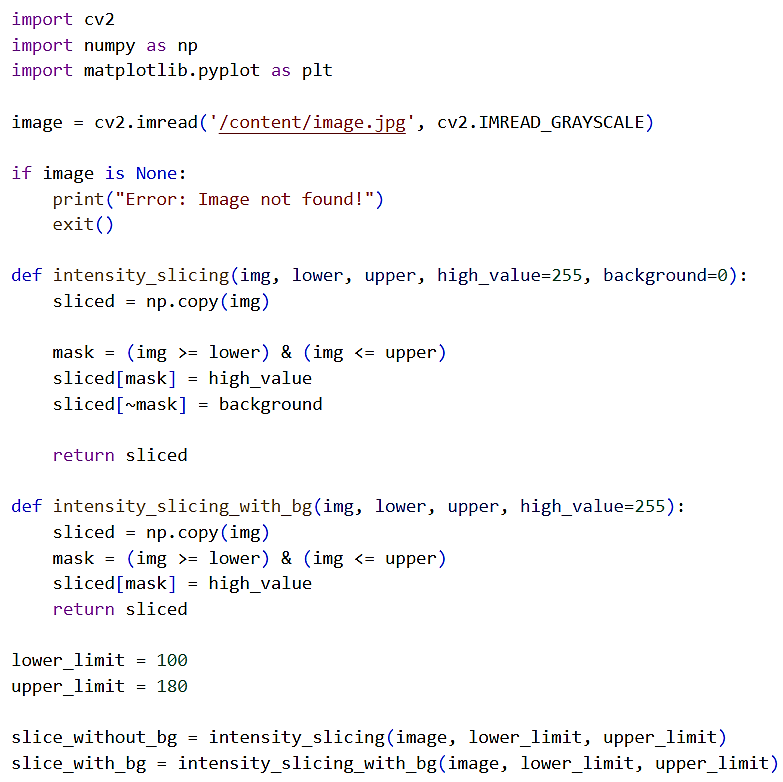 import cv2
import numpy as np
import matplotlib.pyplot as plt

image = cv2.imread('/content/image.jpg', cv2.IMREAD_GRAYSCALE)

if image is None:
    print("Error: Image not found!")
    exit()

def intensity_slicing(img, lower, upper, high_value=255, background=0):
    sliced = np.copy(img)

    mask = (img >= lower) & (img <= upper)
    sliced[mask] = high_value
    sliced[~mask] = background

    return sliced

def intensity_slicing_with_bg(img, lower, upper, high_value=255):
    sliced = np.copy(img)
    mask = (img >= lower) & (img <= upper)
    sliced[mask] = high_value
    return sliced

lower_limit = 100
upper_limit = 180

slice_without_bg = intensity_slicing(image, lower_limit, upper_limit)
slice_with_bg = intensity_slicing_with_bg(image, lower_limit, upper_limit)